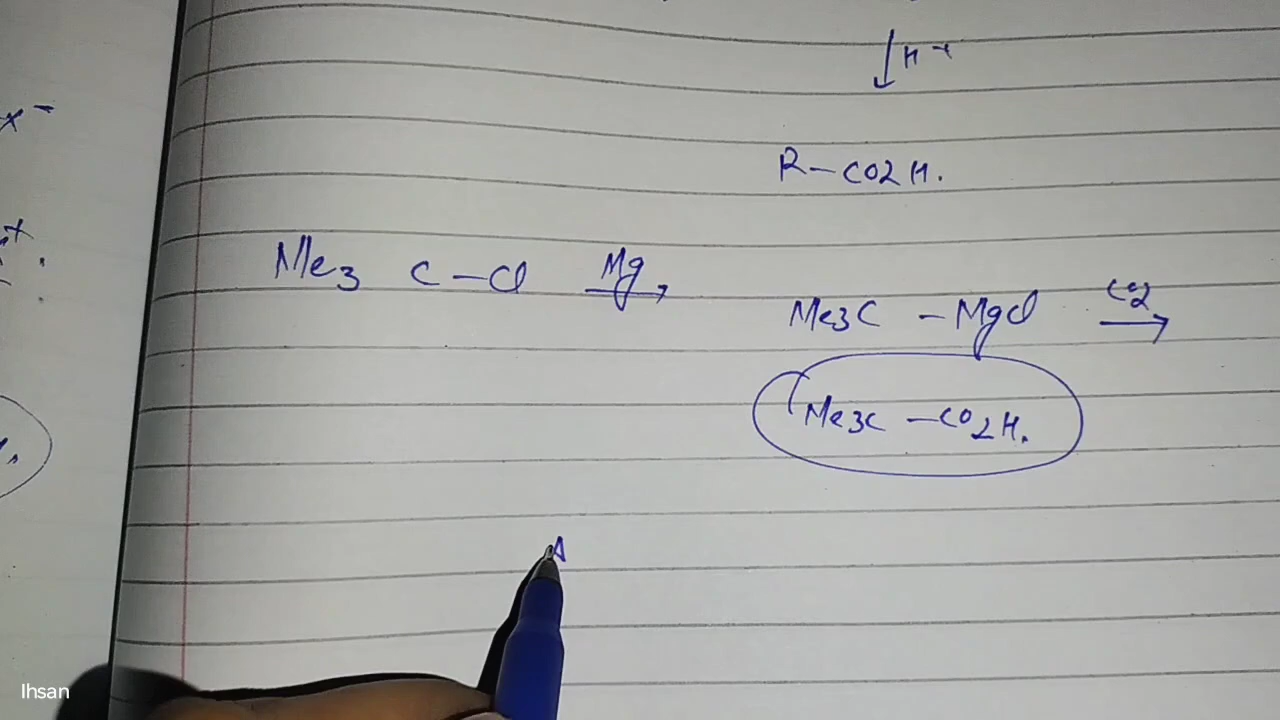 x⁻
↓ H⁺
R-CO2H.
Me3 C-Cl Mg→
Me3C-MgCl CO2→
Me3C-CO2H.
A
Ihsan